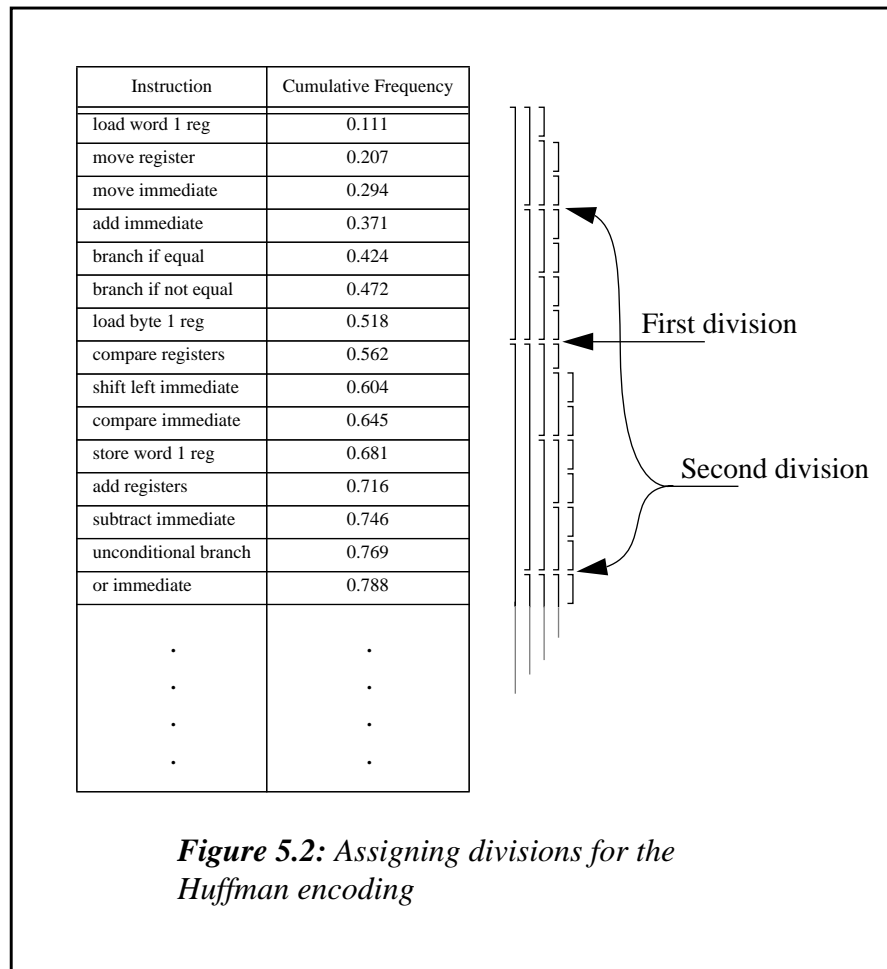 Instruction Cumulative Frequency
load word 1 reg 0.111
move register 0.207
move immediate 0.294
add immediate 0.371
branch if equal 0.424
branch if not equal 0.472
load byte 1 reg 0.518
compare registers 0.562
shift left immediate 0.604
compare immediate 0.645
store word 1 reg 0.681
add registers 0.716
subtract immediate 0.746
unconditional branch 0.769
or immediate 0.788
. .
. .
. .
. .
First division
Second division
Figure 5.2: Assigning divisions for the
Huffman encoding